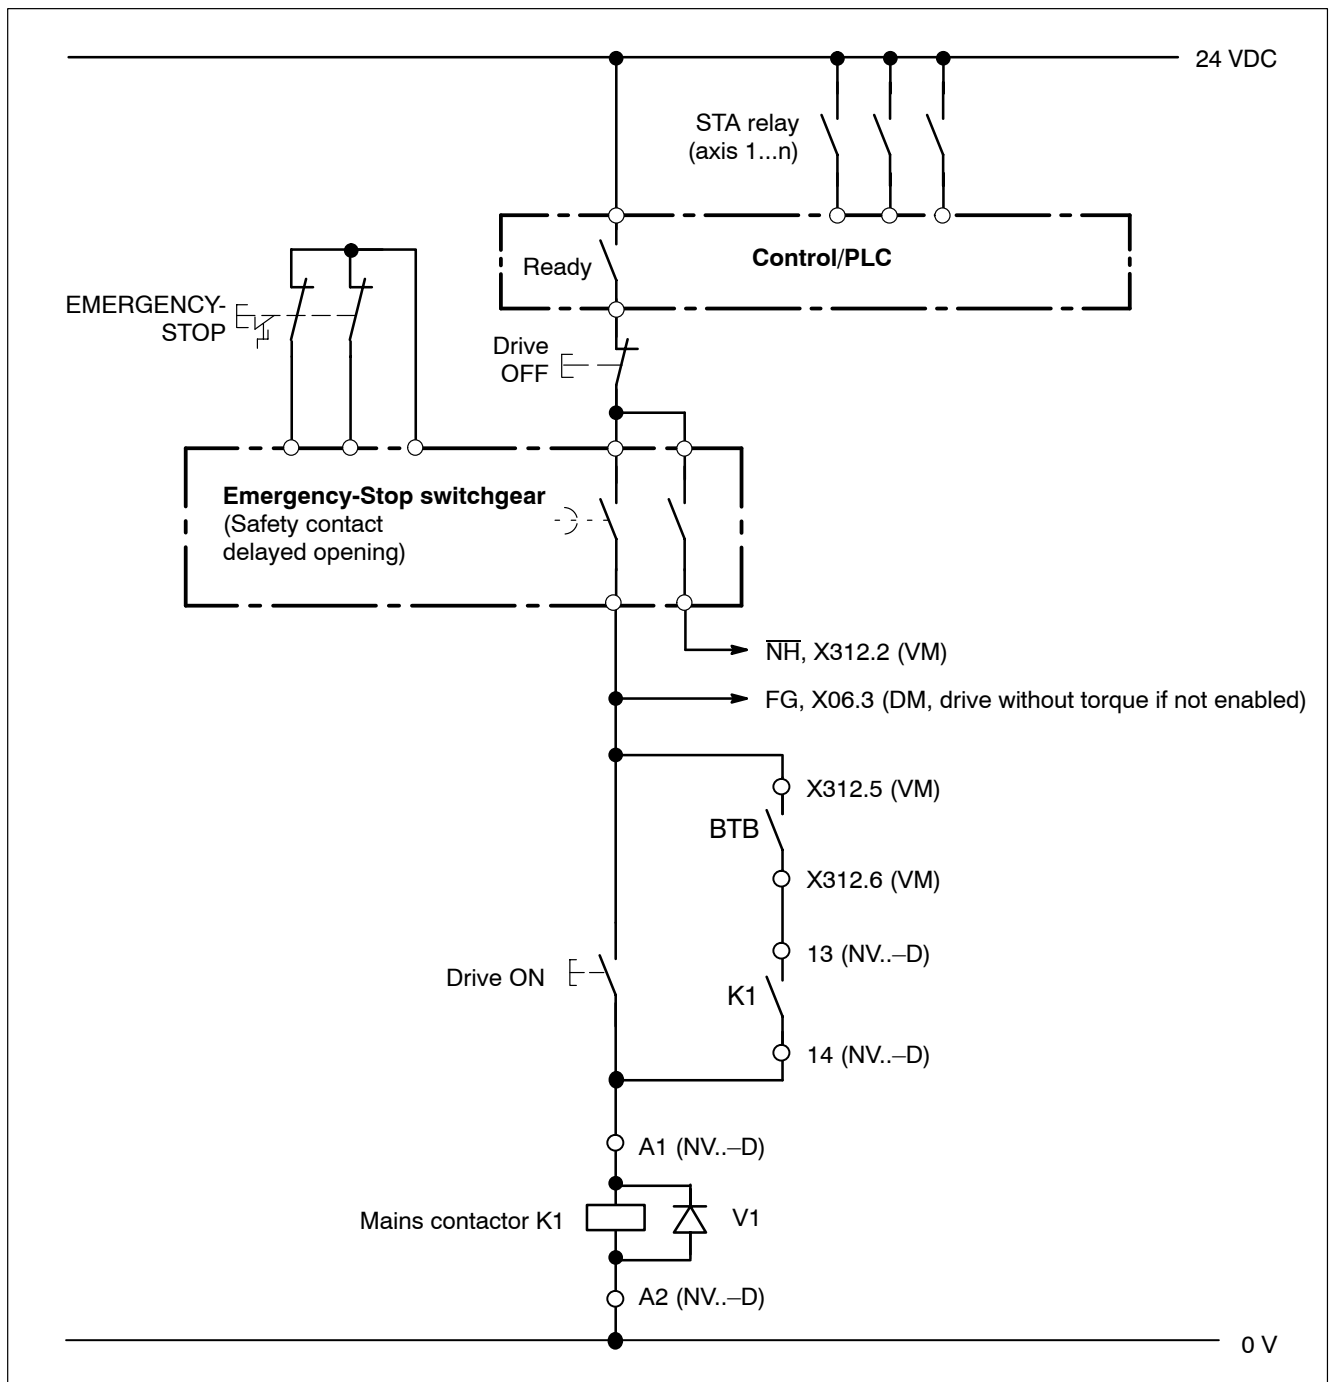 24 VDC
STA relay
(axis 1...n)
Control/PLC
Ready
EMERGENCY-
STOP
Drive
OFF
Emergency-Stop switchgear
(Safety contact
delayed opening)
N̅H̅, X312.2 (VM)
FG, X06.3 (DM, drive without torque if not enabled)
X312.5 (VM)
BTB
X312.6 (VM)
13 (NV..–D)
Drive ON
K1
14 (NV..–D)
A1 (NV..–D)
Mains contactor K1
V1
A2 (NV..–D)
0 V